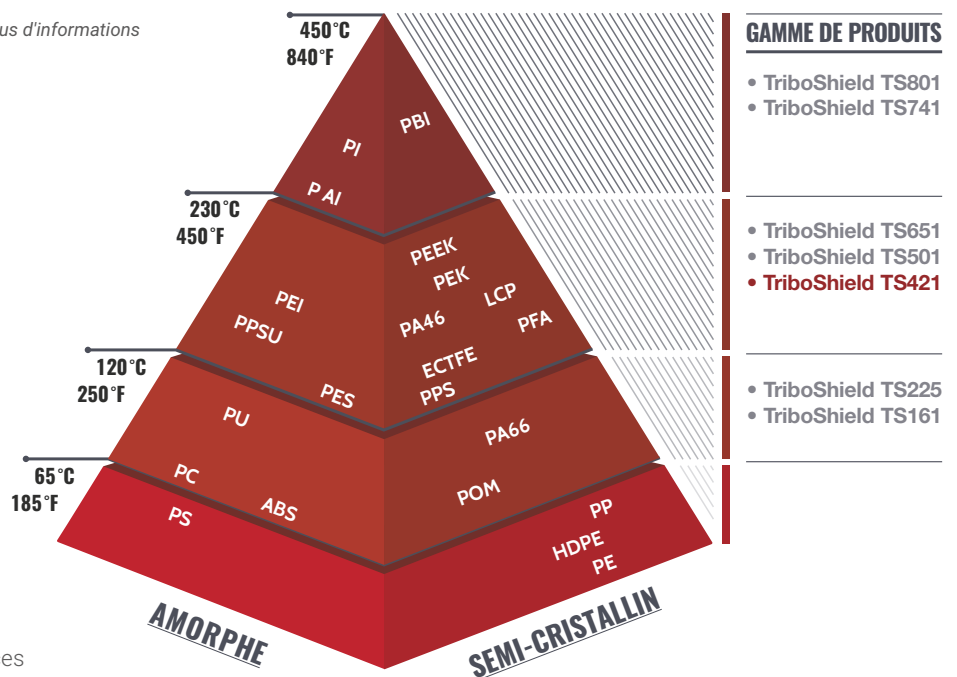 us d'informations
450°C
840°F
GAMME DE PRODUITS
• TriboShield TS801
• TriboShield TS741
PBI
PI
P AI
230°C
450°F
PEEK
PEK
LCP
PEI
PA46
PFA
PPSU
ECTFE
PPS
PES
• TriboShield TS651
• TriboShield TS501
• TriboShield TS421
120°C
250°F
PU
PA66
PC
POM
ABS
• TriboShield TS225
• TriboShield TS161
65°C
185°F
PS
PP
HDPE
PE
AMORPHE
SEMI-CRISTALLIN
es